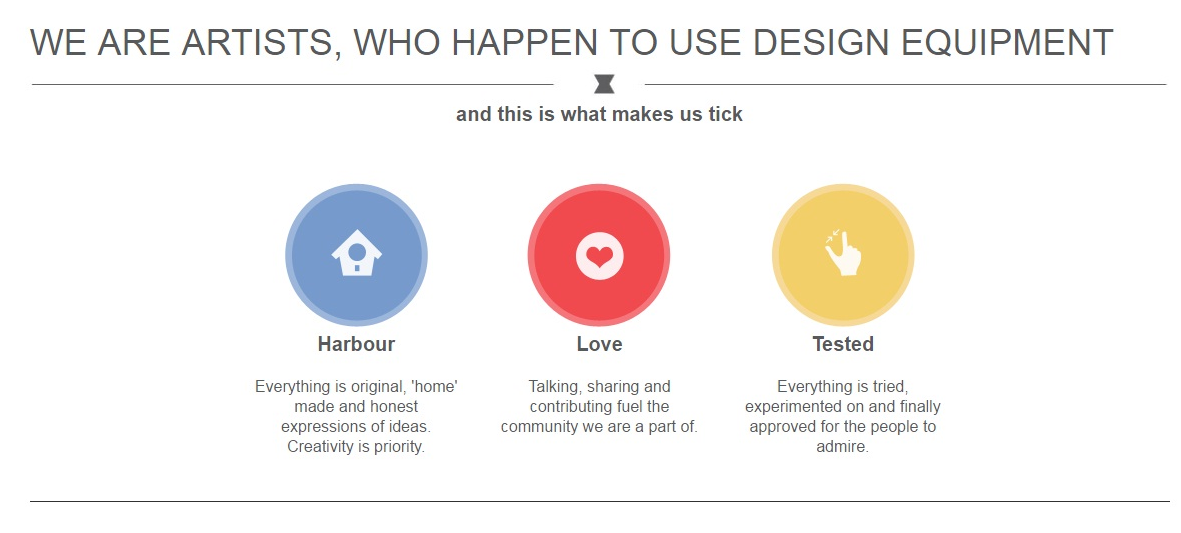 WE ARE ARTISTS, WHO HAPPEN TO USE DESIGN EQUIPMENT
and this is what makes us tick
Harbour
Everything is original, 'home'
made and honest
expressions of ideas.
Creativity is priority.
Love
Talking, sharing and
contributing fuel the
community we are a part of.
Tested
Everything is tried,
experimented on and finally
approved for the people to
admire.